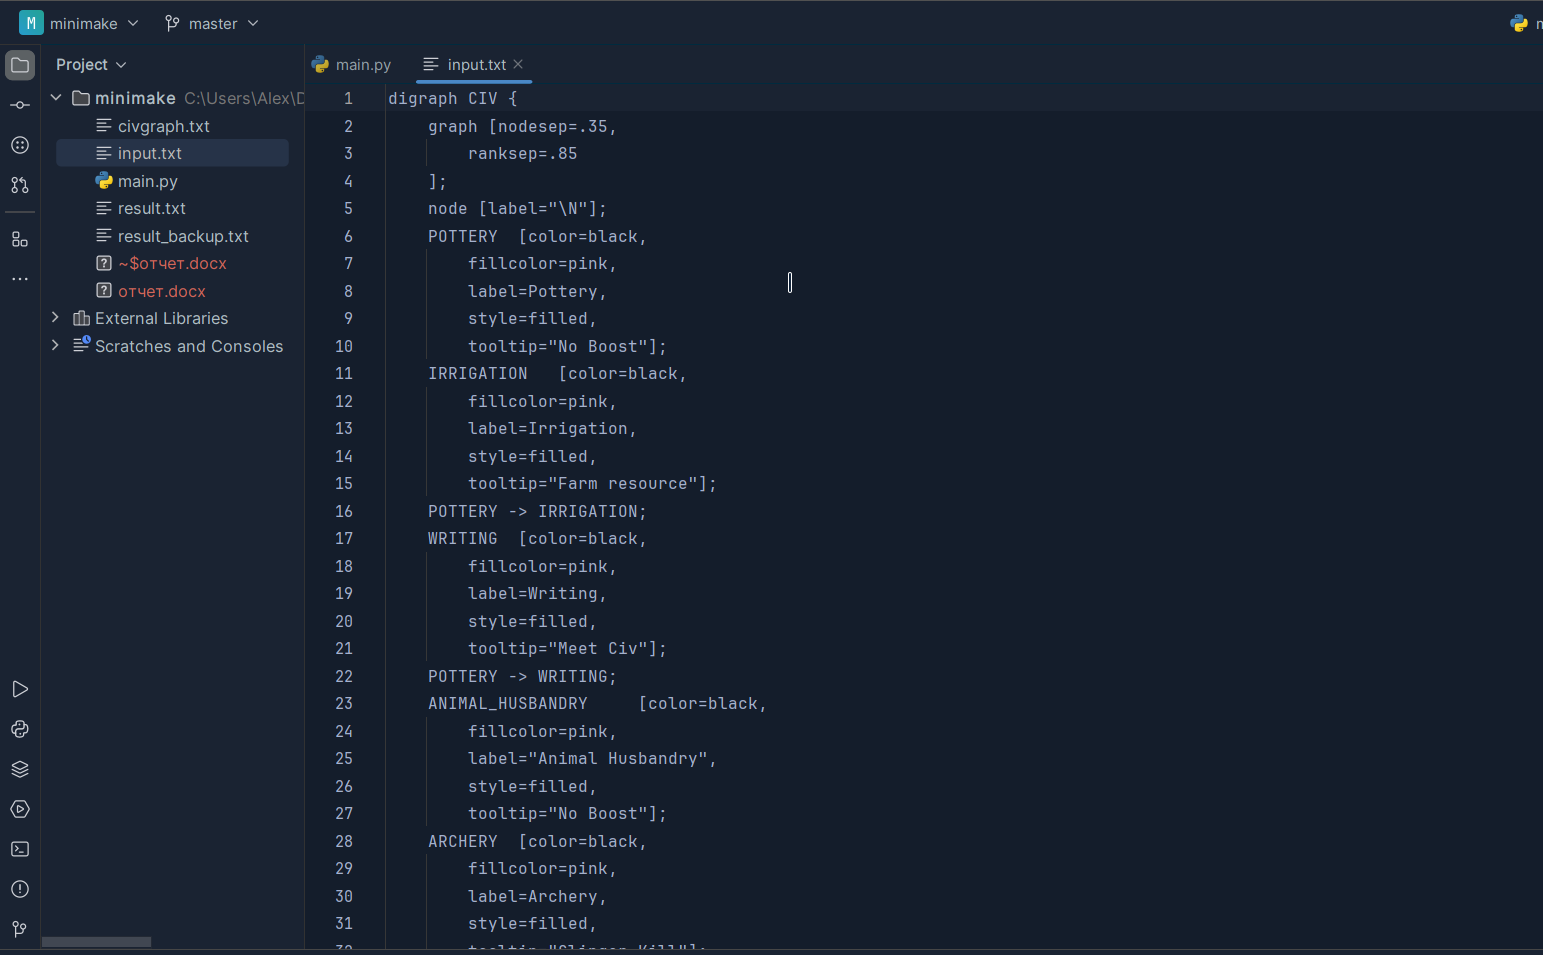 M minimake master
Project
main.py input.txt
minimake C:\Users\Alex\D
civgraph.txt
input.txt
main.py
result.txt
result_backup.txt
~$отчет.docx
отчет.docx
External Libraries
Scratches and Consoles
1 digraph CIV {
2 graph [nodesep=.35,
3 ranksep=.85
4 ];
5 node [label="\N"];
6 POTTERY [color=black,
7 fillcolor=pink,
8 label=Pottery,
9 style=filled,
10 tooltip="No Boost"];
11 IRRIGATION [color=black,
12 fillcolor=pink,
13 label=Irrigation,
14 style=filled,
15 tooltip="Farm resource"];
16 POTTERY -> IRRIGATION;
17 WRITING [color=black,
18 fillcolor=pink,
19 label=Writing,
20 style=filled,
21 tooltip="Meet Civ"];
22 POTTERY -> WRITING;
23 ANIMAL_HUSBANDRY [color=black,
24 fillcolor=pink,
25 label="Animal Husbandry",
26 style=filled,
27 tooltip="No Boost"];
28 ARCHERY [color=black,
29 fillcolor=pink,
30 label=Archery,
31 style=filled,
32 tooltip="Slinger Kill"];